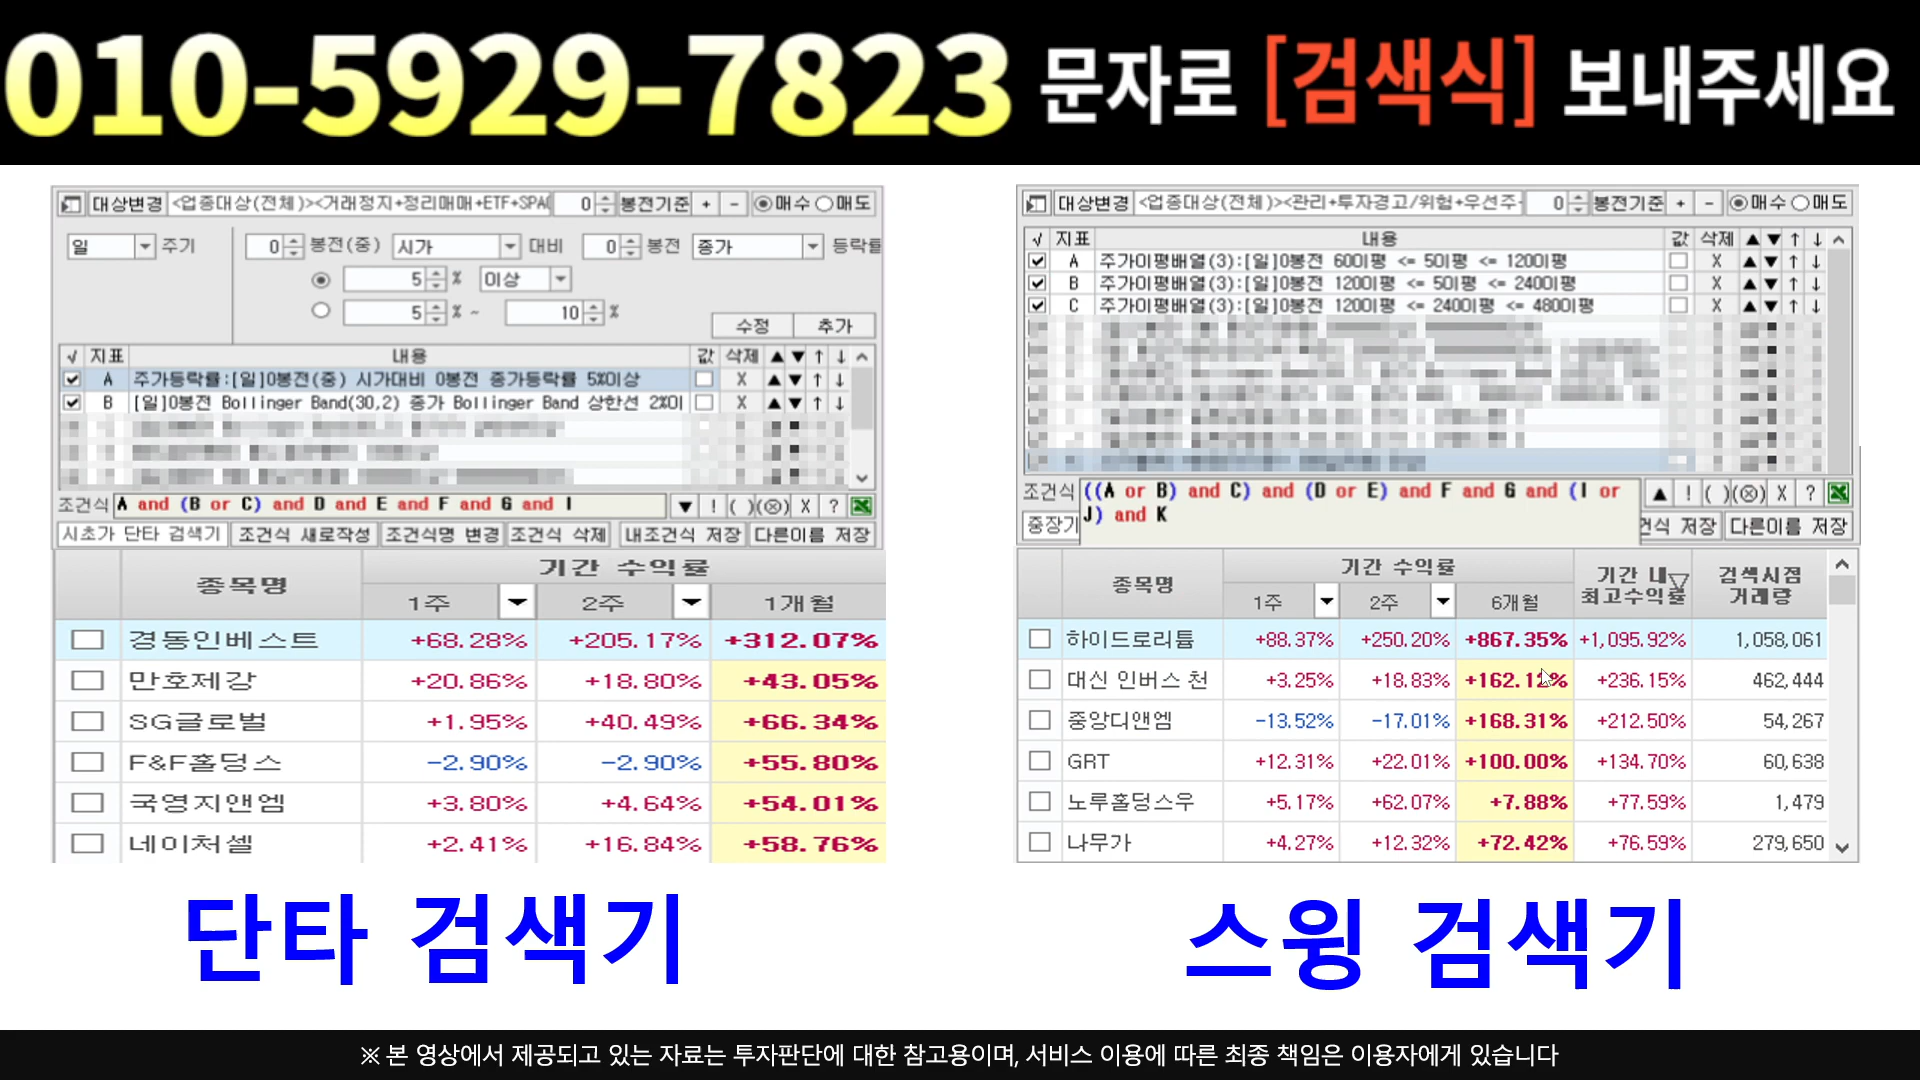 010-5929-7823 문자로 [검색식] 보내주세요
대상변경 <업종대상(전체)><거래정지+정리매매+ETF+SPA 0 봉전기준 + - 매수 매도
일 주기 0 봉전(중) 시가 대비 0 봉전 종가 등락률
5 % 이상
5 % ~ 10 %
수정 추가
√ 지표 내용 값 삭제 ▲ ▼ ↑ ↓
A 주가등락률:[일]0봉전(중) 시가대비 0봉전 종가등락률 5%이상 X ▲ ▼ ↑ ↓
B [일]0봉전 Bollinger Band(30,2) 종가 Bollinger Band 상한선 2%이 X ▲ ▼ ↑ ↓
조건식 A and (B or C) and D and E and F and G and I ▼ ! ( ) (⊗) X ?
시초가 단타 검색기 조건식 새로작성 조건식명 변경 조건식 삭제 내조건식 저장 다른이름 저장
종목명 기간 수익률
1주 2주 1개월
경동인베스트 +68.28% +205.17% +312.07%
만호제강 +20.86% +18.80% +43.05%
SG글로벌 +1.95% +40.49% +66.34%
F&F홀딩스 -2.90% -2.90% +55.80%
국영지앤엠 +3.80% +4.64% +54.01%
네이처셀 +2.41% +16.84% +58.76%
단타 검색기
대상변경 <업종대상(전체)><관리+투자경고/위험+우선주+ 0 봉전기준 + - 매수 매도
√ 지표 내용 값 삭제 ▲ ▼ ↑ ↓
A 주가이평배열(3):[일]0봉전 60이평 <= 5이평 <= 120이평 X ▲ ▼ ↑ ↓
B 주가이평배열(3):[일]0봉전 120이평 <= 5이평 <= 240이평 X ▲ ▼ ↑ ↓
C 주가이평배열(3):[일]0봉전 120이평 <= 240이평 <= 480이평 X ▲ ▼ ↑ ↓
조건식 ((A or B) and C) and (D or E) and F and G and (I or ▲ ! ( ) (⊗) X ?
J) and K
중장기 건식 저장 다른이름 저장
종목명 기간 수익률 기간 내 최고수익률 검색시점 거래량
1주 2주 6개월
하이드로리튬 +88.37% +250.20% +867.35% +1,095.92% 1,058,061
대신 인버스 천 +3.25% +18.83% +162.12% +236.15% 462,444
중앙디앤엠 -13.52% -17.01% +168.31% +212.50% 54,267
GRT +12.31% +22.01% +100.00% +134.70% 60,638
노루홀딩스우 +5.17% +62.07% +7.88% +77.59% 1,479
나무가 +4.27% +12.32% +72.42% +76.59% 279,650
스윙 검색기
※ 본 영상에서 제공되고 있는 자료는 투자판단에 대한 참고용이며, 서비스 이용에 따른 최종 책임은 이용자에게 있습니다